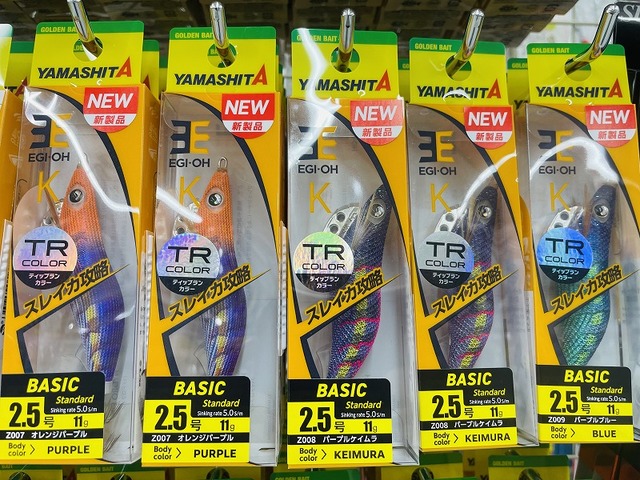 GOLDEN BAIT
YAMASHITA
NEW
新製品
EGI-OH
K
TR
COLOR
ティップラン
カラー
スレイカ攻略
BASIC
Standard
2.5号
Sinking rate 5.0s/m
11g
Z007 オレンジパープル
Body color > PURPLE
YAMASHITA
NEW
新製品
EGI-OH
K
TR
COLOR
ティップラン
カラー
スレイカ攻略
BASIC
Standard
2.5号
Sinking rate 5.0s/m
11g
Z007 オレンジパープル
Body color > PURPLE
GOLDEN BAIT
YAMASHITA
NEW
新製品
EGI-OH
K
TR
COLOR
ティップラン
カラー
スレイカ攻略
BASIC
Standard
2.5号
Sinking rate 5.0s/m
11g
Z008 パープルケイムラ
Body color > KEIMURA
GOLDEN BAIT
YAMASHITA
NEW
新製品
EGI-OH
K
TR
COLOR
ティップラン
カラー
スレイカ攻略
BASIC
Standard
2.5号
Sinking rate 5.0s/m
11g
Z008 パープルケイムラ
Body color > KEIMURA
GOLDEN BAIT
YAMASHITA
NEW
新製品
EGI-OH
K
TR
COLOR
ティップラン
カラー
スレイカ攻略
BASIC
Standard
2.5号
Sinking rate 5.0s/m
11g
Z009 パープルブルー
Body color > BLUE